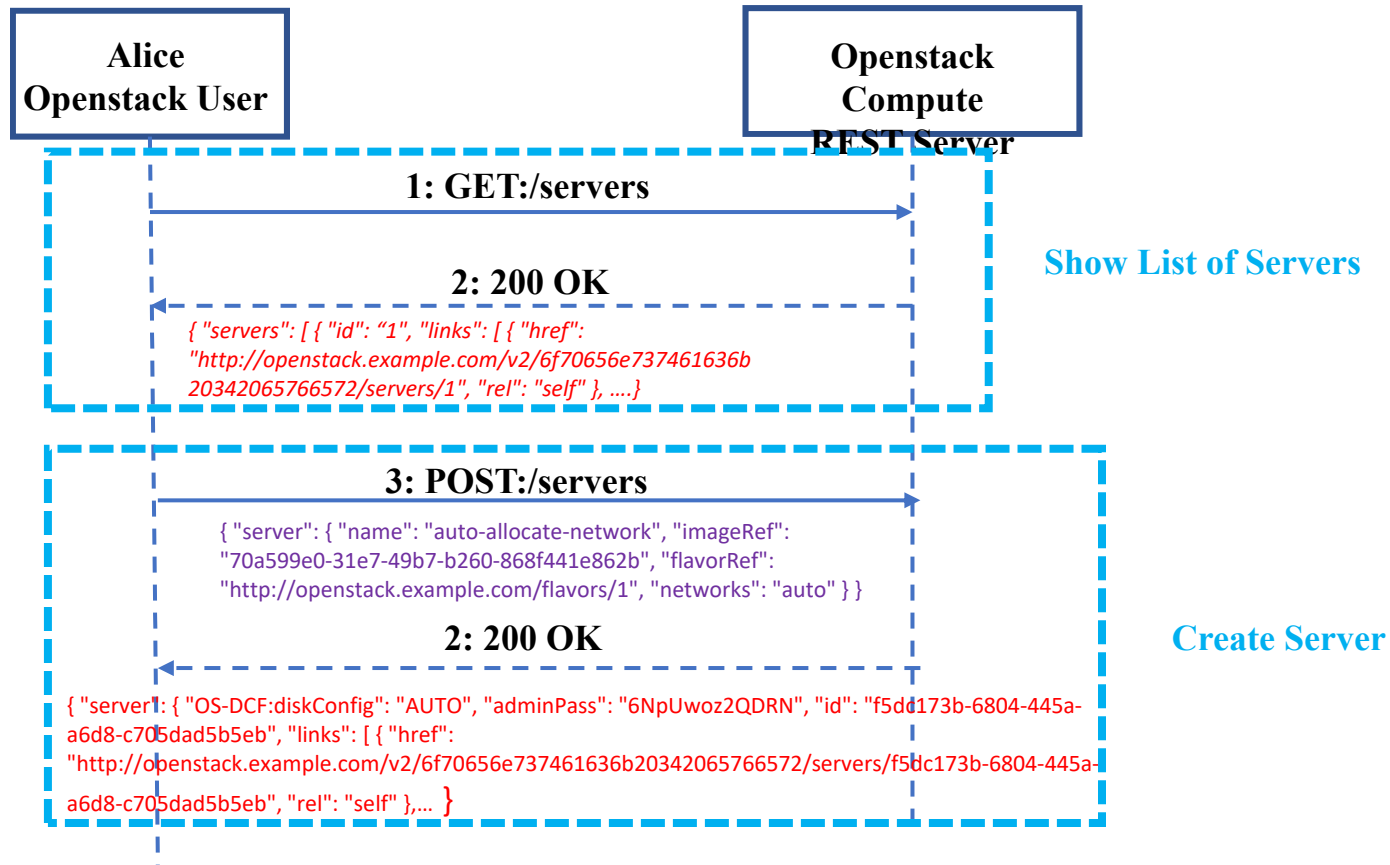 Alice
Openstack User
Openstack
Compute
REST Server
1: GET:/servers
Show List of Servers
2: 200 OK
{ "servers": [ { "id": “1", "links": [ { "href":
"http://openstack.example.com/v2/6f70656e737461636b
20342065766572/servers/1", "rel": "self" }, ….}
3: POST:/servers
{ "server": { "name": "auto-allocate-network", "imageRef":
"70a599e0-31e7-49b7-b260-868f441e862b", "flavorRef":
"http://openstack.example.com/flavors/1", "networks": "auto" } }
2: 200 OK
Create Server
{ "server": { "OS-DCF:diskConfig": "AUTO", "adminPass": "6NpUwoz2QDRN", "id": "f5dc173b-6804-445a-
a6d8-c705dad5b5eb", "links": [ { "href":
"http://openstack.example.com/v2/6f70656e737461636b20342065766572/servers/f5dc173b-6804-445a-
a6d8-c705dad5b5eb", "rel": "self" },… }